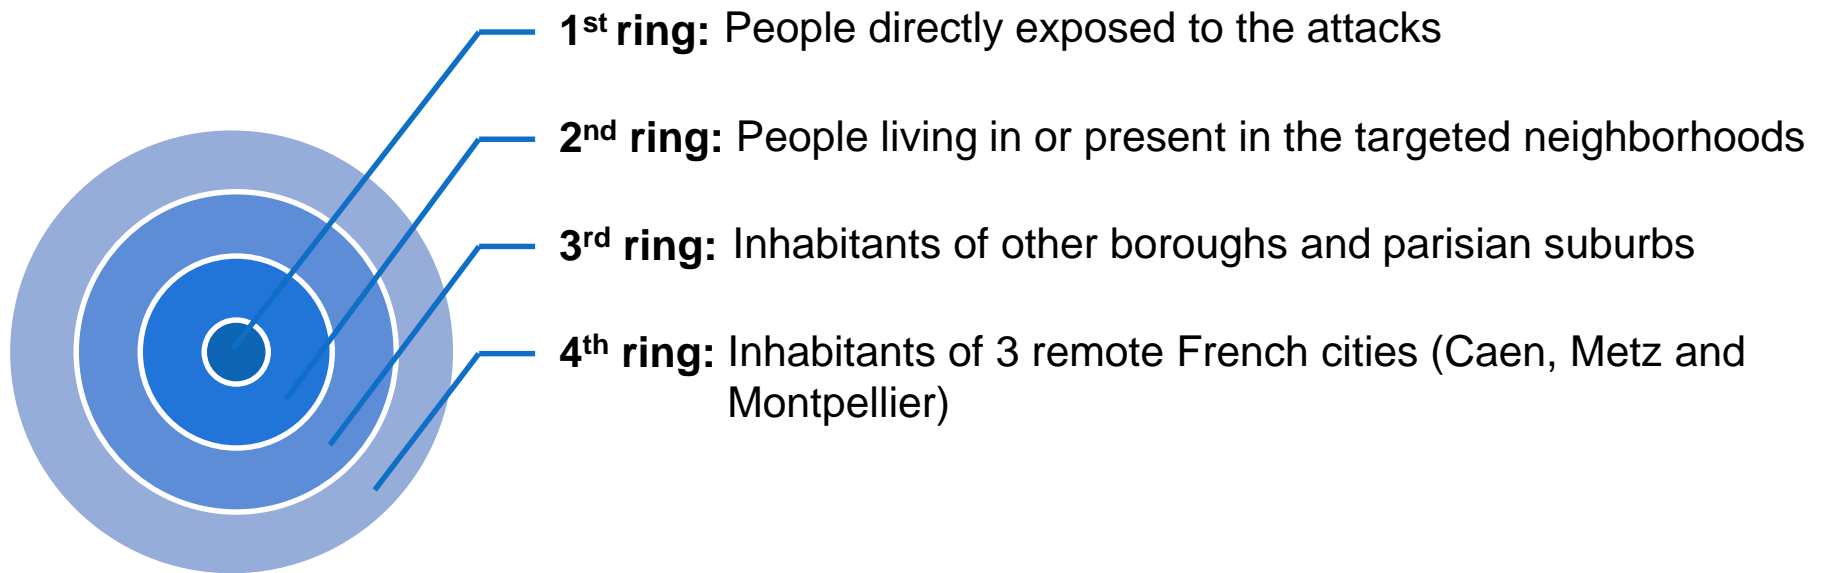 1st ring: People directly exposed to the attacks
2nd ring: People living in or present in the targeted neighborhoods
3rd ring: Inhabitants of other boroughs and parisian suburbs
4th ring: Inhabitants of 3 remote French cities (Caen, Metz and
Montpellier)